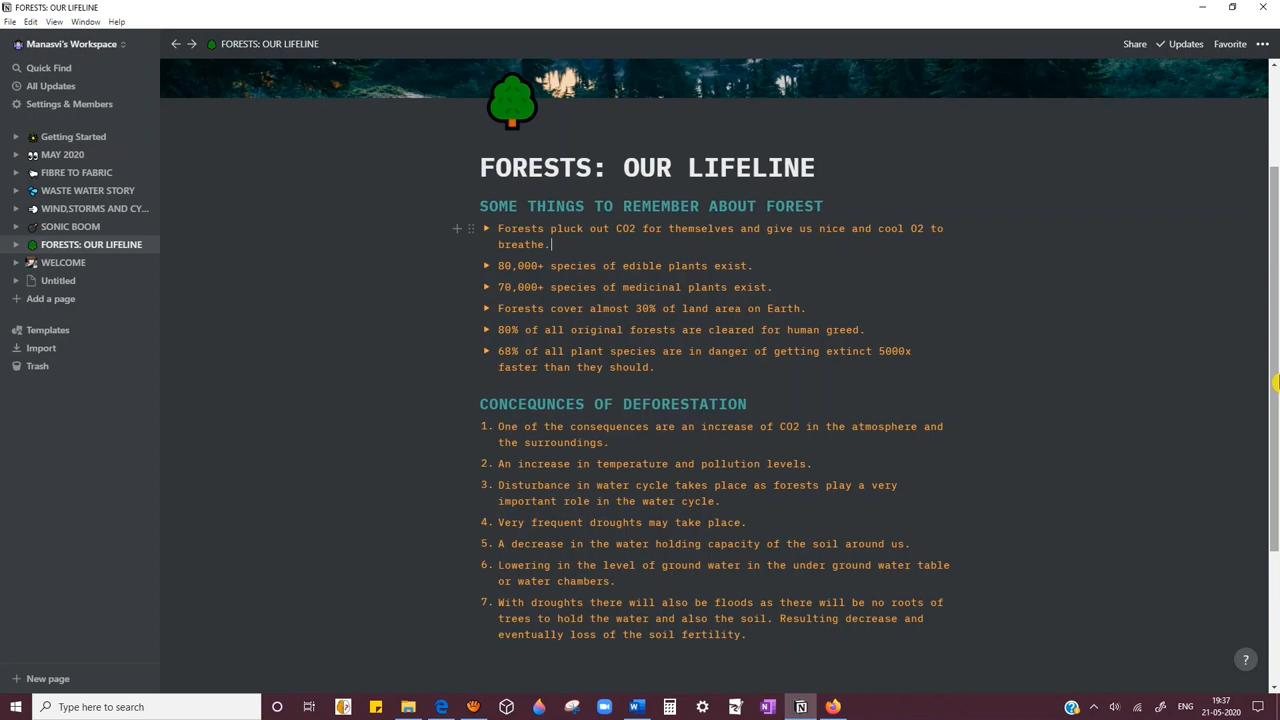 FORESTS: OUR LIFELINE
File Edit View Window Help
Manasvi's Workspace
FORESTS: OUR LIFELINE
Share Updates Favorite
Quick Find
All Updates
Settings & Members
Getting Started
MAY 2020
FIBRE TO FABRIC
WASTE WATER STORY
WIND,STORMS AND CY...
SONIC BOOM
FORESTS: OUR LIFELINE
WELCOME
Untitled
Add a page
Templates
Import
Trash
New page
FORESTS: OUR LIFELINE
SOME THINGS TO REMEMBER ABOUT FOREST
Forests pluck out CO2 for themselves and give us nice and cool O2 to
breathe.
80,000+ species of edible plants exist.
70,000+ species of medicinal plants exist.
Forests cover almost 30% of land area on Earth.
80% of all original forests are cleared for human greed.
68% of all plant species are in danger of getting extinct 5000x
faster than they should.
CONCEQUNCES OF DEFORESTATION
1. One of the consequences are an increase of CO2 in the atmosphere and
the surroundings.
2. An increase in temperature and pollution levels.
3. Disturbance in water cycle takes place as forests play a very
important role in the water cycle.
4. Very frequent droughts may take place.
5. A decrease in the water holding capacity of the soil around us.
6. Lowering in the level of ground water in the under ground water table
or water chambers.
7. With droughts there will also be floods as there will be no roots of
trees to hold the water and also the soil. Resulting decrease and
eventually loss of the soil fertility.
?
Type here to search
ENG
19:37
21-05-2020